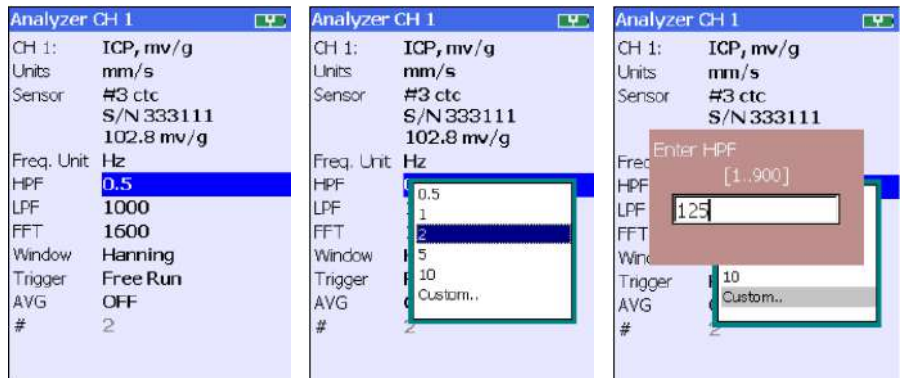 Analyzer CH 1
CH 1: ICP, mv/g
Units mm/s
Sensor #3 ctc
S/N 333111
102.8 mv/g
Freq. Unit Hz
HPF 0.5
LPF 1000
FFT 1600
Window Hanning
Trigger Free Run
AVG OFF
# 2
Analyzer CH 1
CH 1: ICP, mv/g
Units mm/s
Sensor #3 ctc
S/N 333111
102.8 mv/g
Freq. Unit Hz
HPF
0.5
LPF
1
FFT
2
Window
5
Trigger
10
AVG
Custom..
# 2
Analyzer CH 1
CH 1: ICP, mv/g
Units mm/s
Sensor #3 ctc
S/N 333111
Enter HPF
[1..900]
125
Freq
HPF
LPF
FFT
Trigger
10
AVG
Custom..
# 2